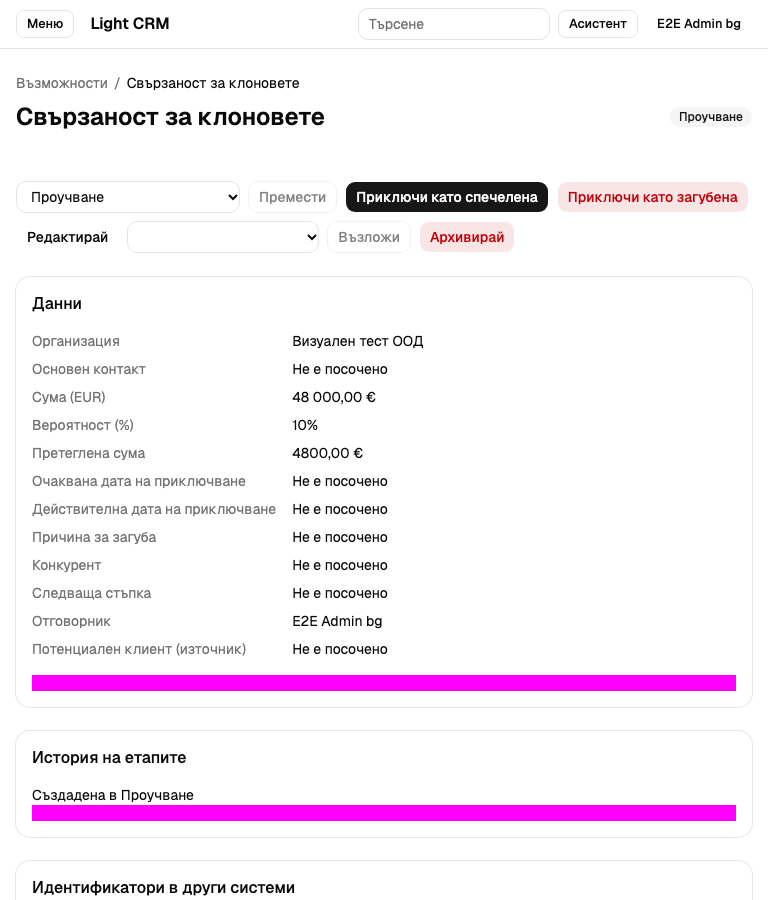 Меню Light CRM Търсене Асистент E2E Admin bg
Възможности / Свързаност за клоновете
Свързаност за клоновете Проучване
Проучване Премести Приключи като спечелена Приключи като загубена
Редактирай Възложи Архивирай
Данни
Организация Визуален тест ООД
Основен контакт Не е посочено
Сума (EUR) 48 000,00 €
Вероятност (%) 10%
Претеглена сума 4800,00 €
Очаквана дата на приключване Не е посочено
Действителна дата на приключване Не е посочено
Причина за загуба Не е посочено
Конкурент Не е посочено
Следваща стъпка Не е посочено
Отговорник E2E Admin bg
Потенциален клиент (източник) Не е посочено
История на етапите
Създадена в Проучване
Идентификатори в други системи